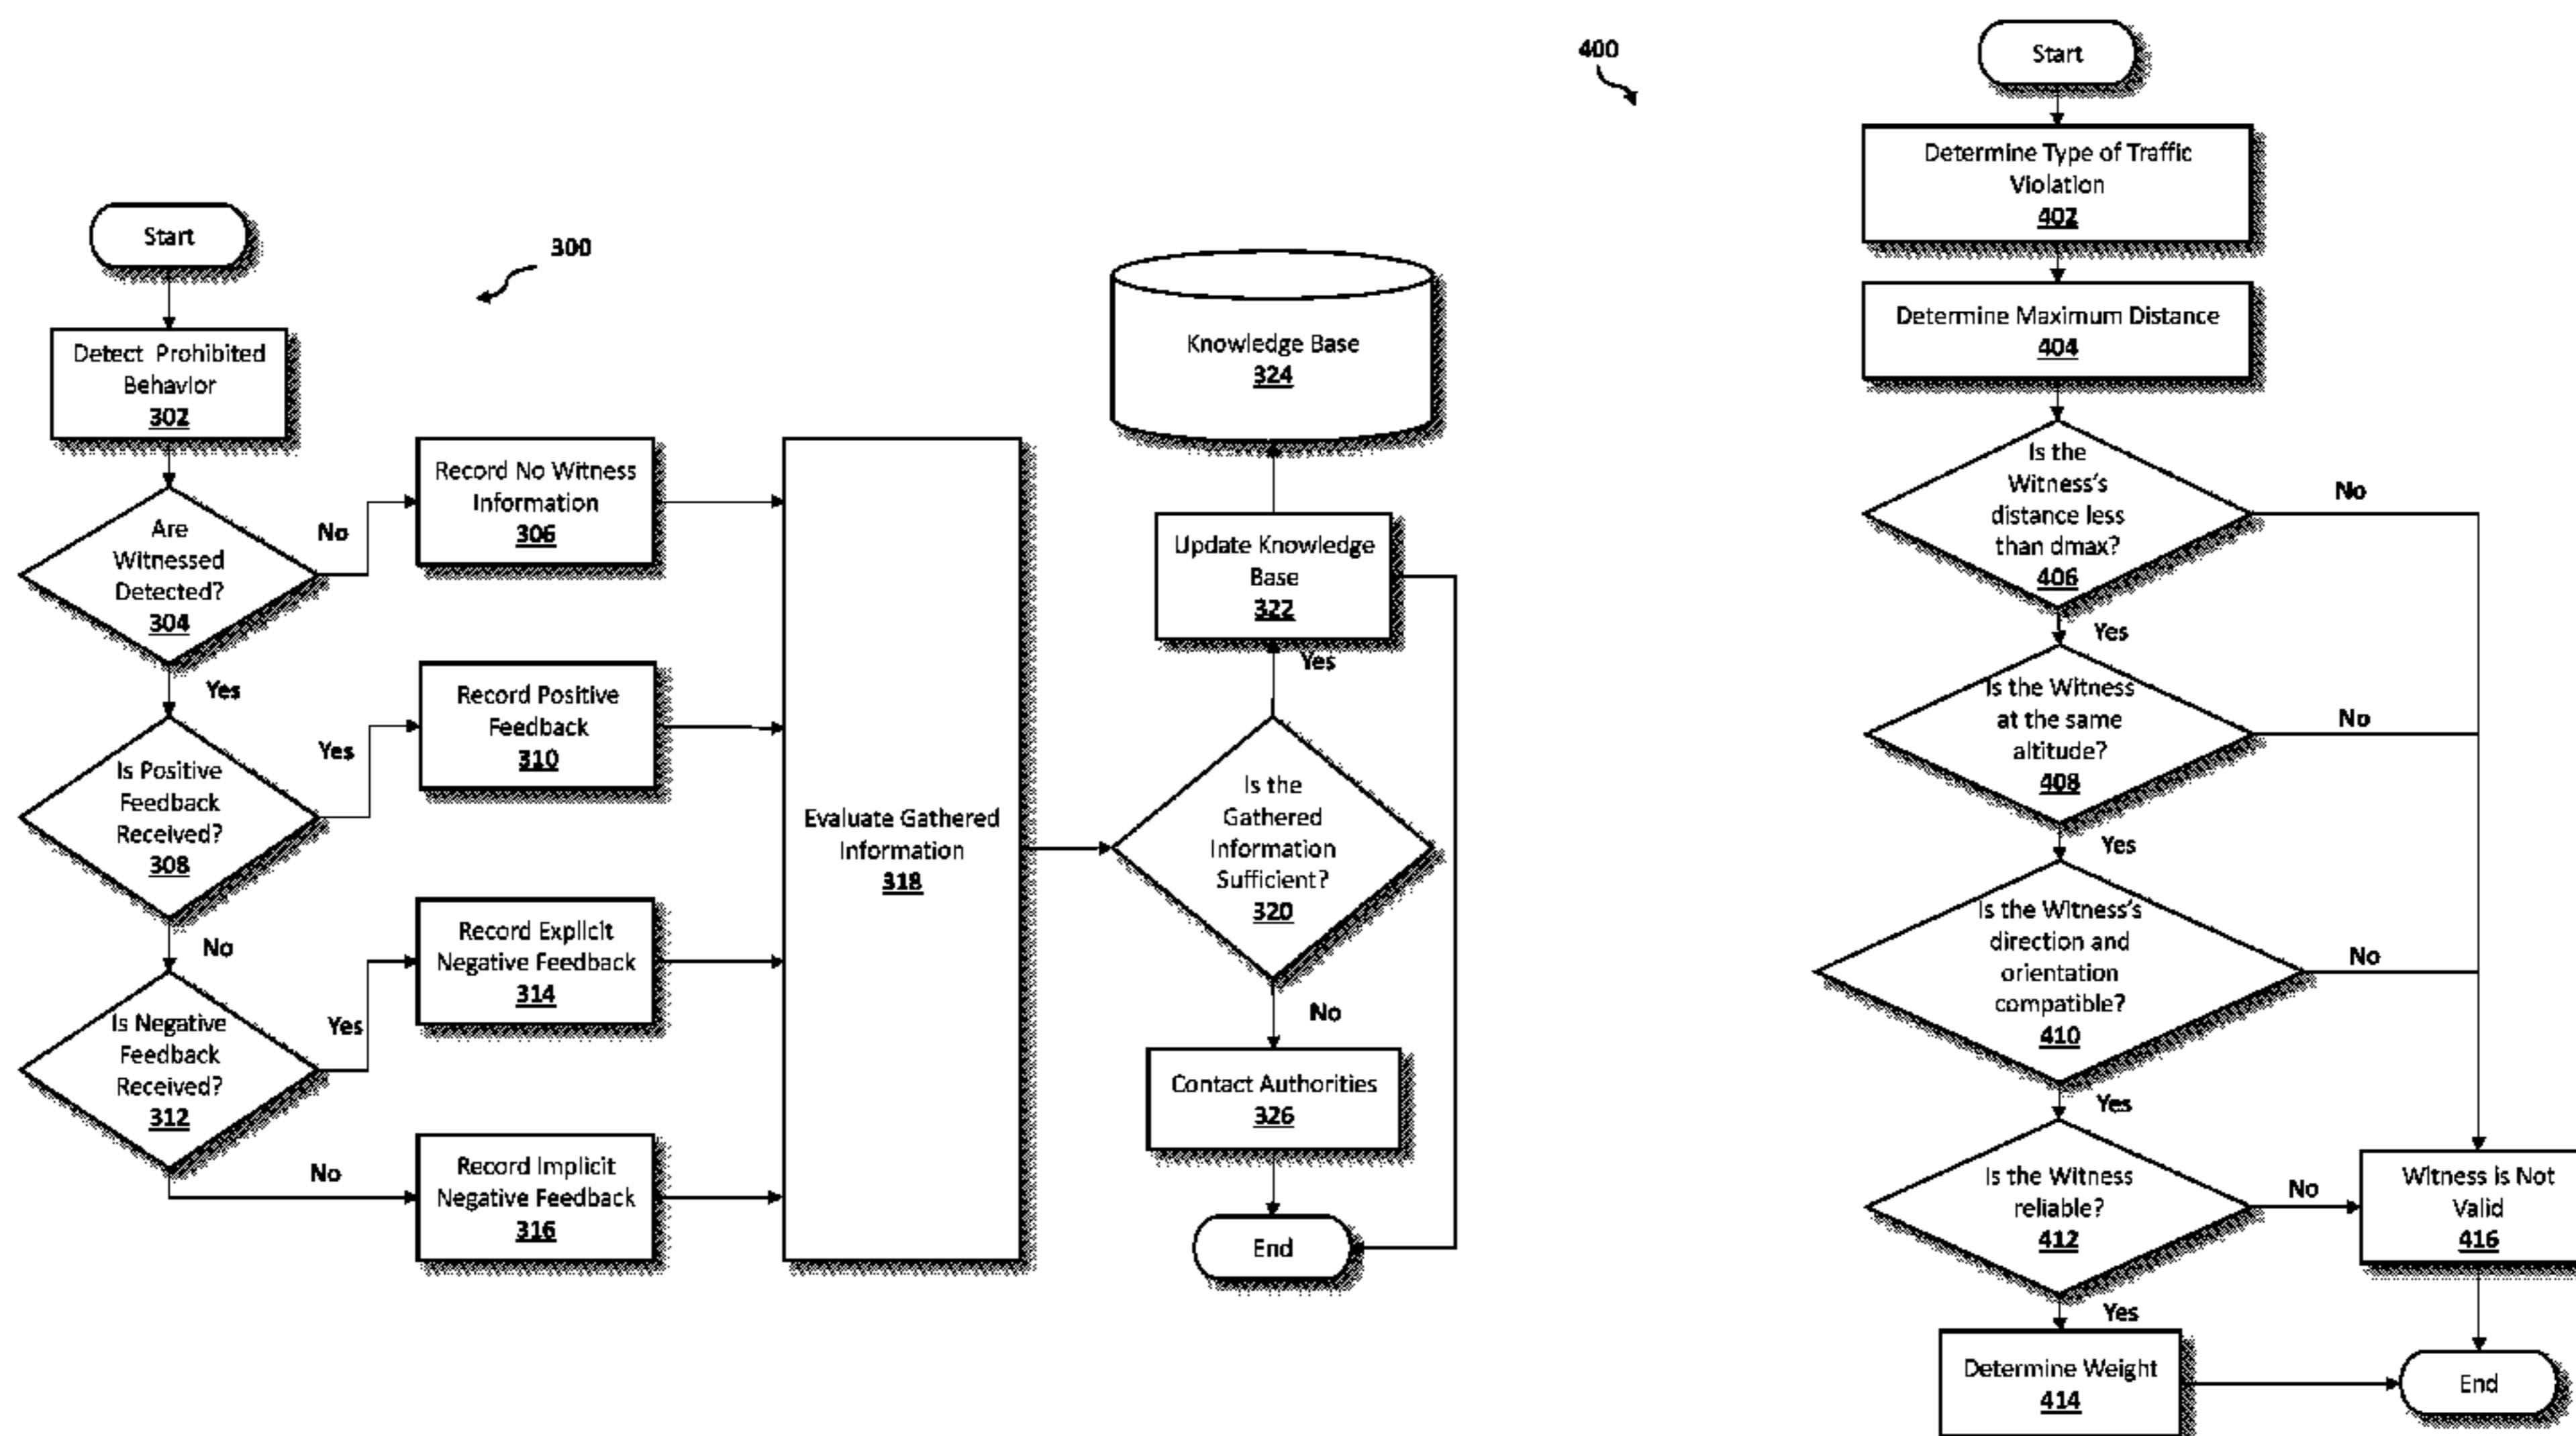 300
Start
Detect Prohibited
Behavior
302
Are
Witnessed
Detected?
304
No
Yes
Record No Witness
Information
306
Is Positive
Feedback
Received?
308
Yes
No
Record Positive
Feedback
310
Is Negative
Feedback
Received?
312
Yes
No
Record Explicit
Negative Feedback
314
Record Implicit
Negative Feedback
316
Evaluate Gathered
Information
318
Is the
Gathered
Information
Sufficient?
320
Yes
No
Update Knowledge
Base
322
Knowledge Base
324
Contact Authorities
326
End
400
Start
Determine Type of Traffic
Violation
402
Determine Maximum Distance
404
Is the
Witness's
distance less
than dmax?
406
No
Yes
Is the Witness
at the same
altitude?
408
No
Yes
Is the Witness's
direction and
orientation
compatible?
410
No
Yes
Is the Witness
reliable?
412
No
Yes
Witness is Not
Valid
416
Determine Weight
414
End